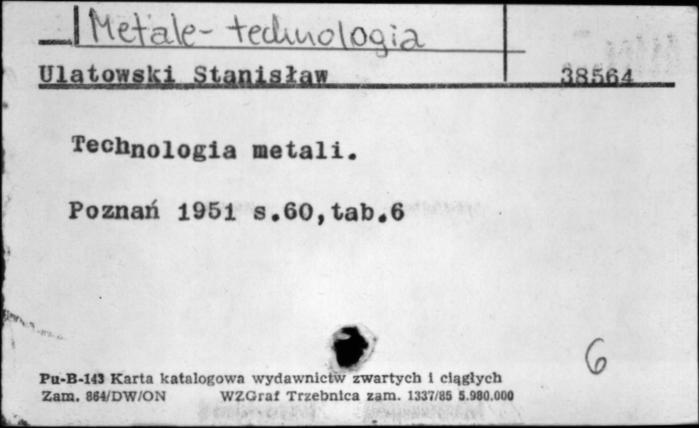 Metale - technologia
Ulatowski Stanisław 38564
Technologia metali.
Poznań 1951 s.60,tab.6
6
Pu-B-143 Karta katalogowa wydawnictw zwartych i ciągłych
Zam. 864/DW/ON WZGraf Trzebnica zam. 1337/85 5.980.000